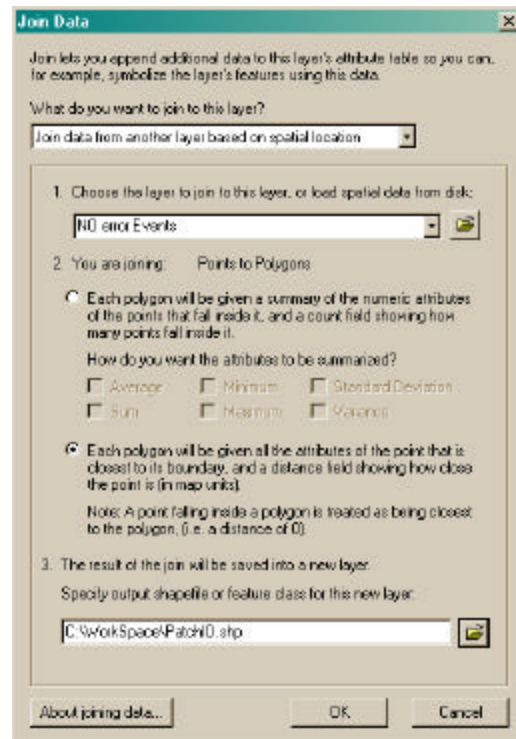 Join Data
Join lets you append additional data to this layer's attribute table so you can,
for example, symbolize the layer's features using this data.
What do you want to join to this layer?
Join data from another layer based on spatial location
1. Choose the layer to join to this layer, or load spatial data from disk:
NO error Events
2. You are joining: Points to Polygons
Each polygon will be given a summary of the numeric attributes
of the points that fall inside it, and a count field showing how
many points fall inside it.
How do you want the attributes to be summarized?
Average Minimum Standard Deviation
Sum Maximum Variance
Each polygon will be given all the attributes of the point that is
closest to its boundary, and a distance field showing how close
the point is (in map units).
Note: A point falling inside a polygon is treated as being closest
to the polygon, (i.e. a distance of 0).
3. The result of the join will be saved into a new layer.
Specify output shapefile or feature class for this new layer:
C:\WorkSpace\PatchID.shp
About joining data... OK Cancel